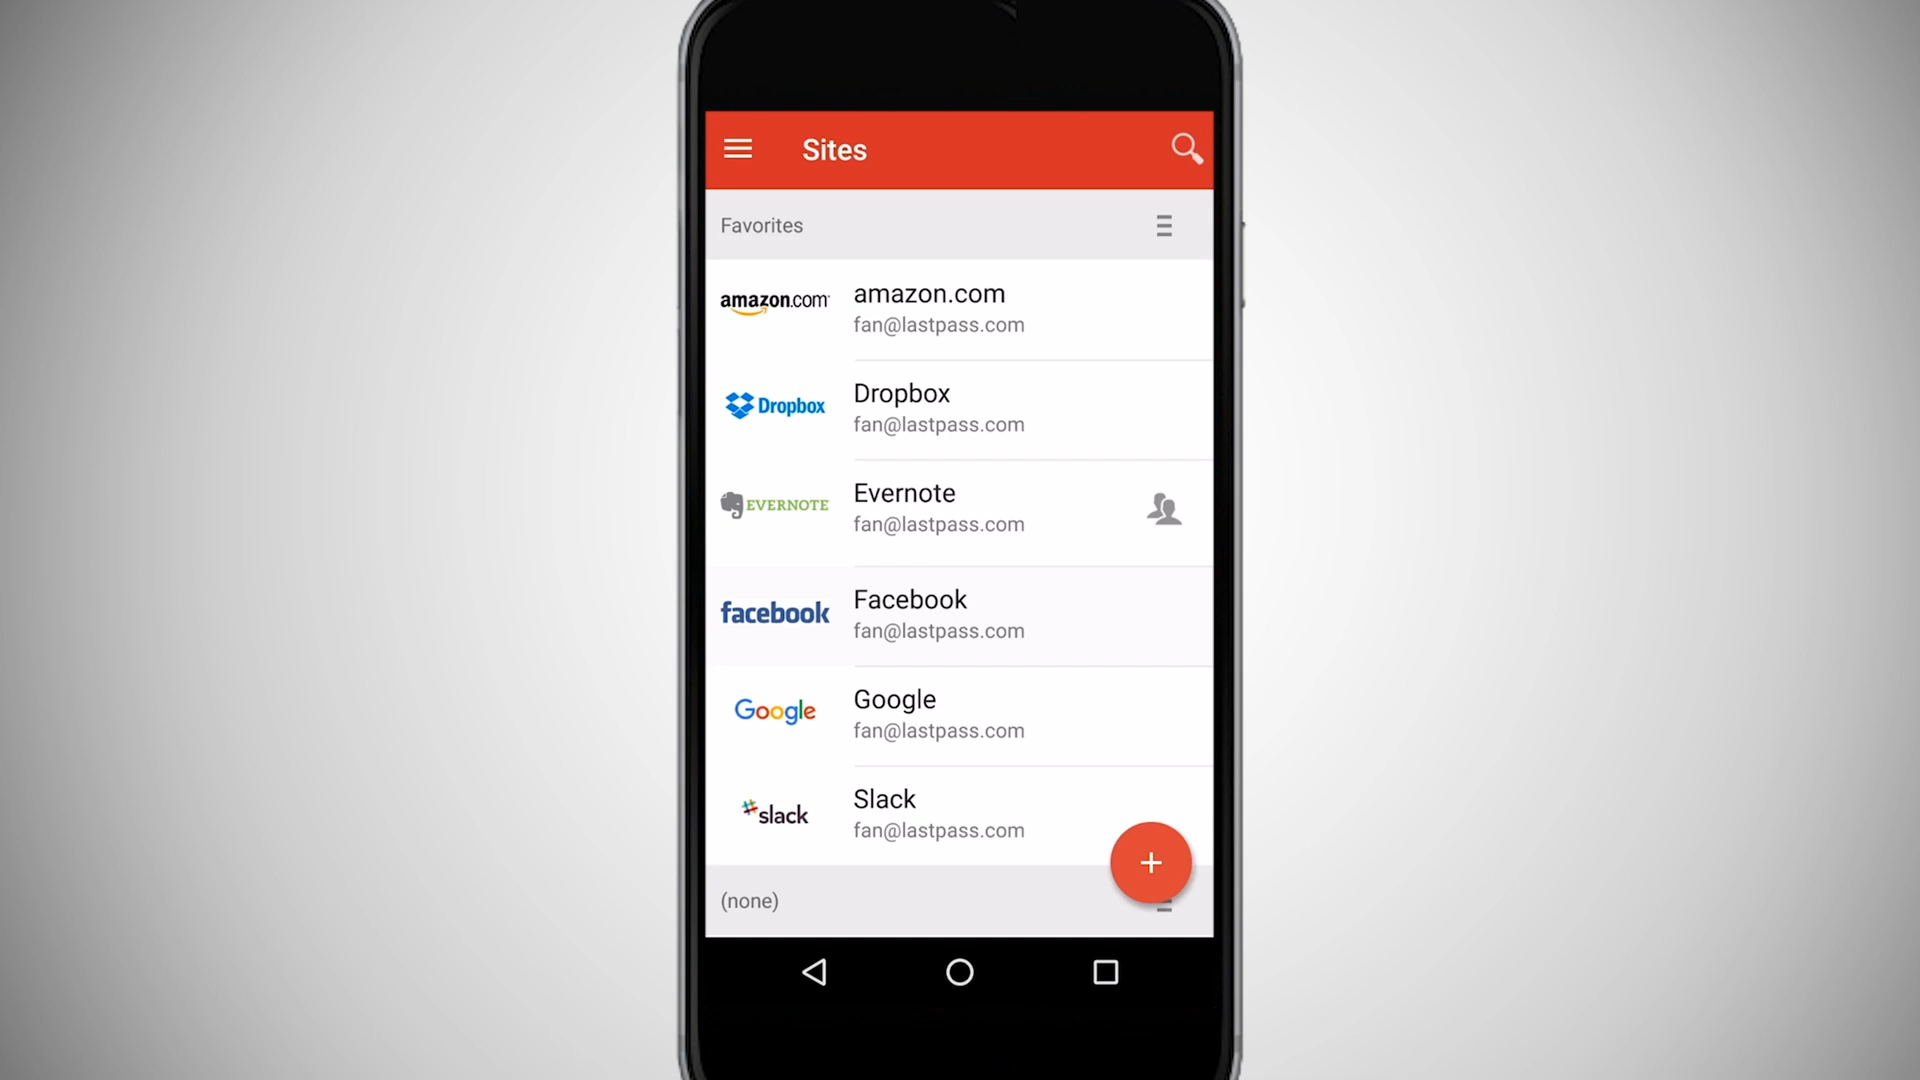 Sites
Favorites
amazon.com
amazon.com
fan@lastpass.com
Dropbox
Dropbox
fan@lastpass.com
EVERNOTE
Evernote
fan@lastpass.com
facebook
Facebook
fan@lastpass.com
Google
Google
fan@lastpass.com
slack
Slack
fan@lastpass.com
(none)